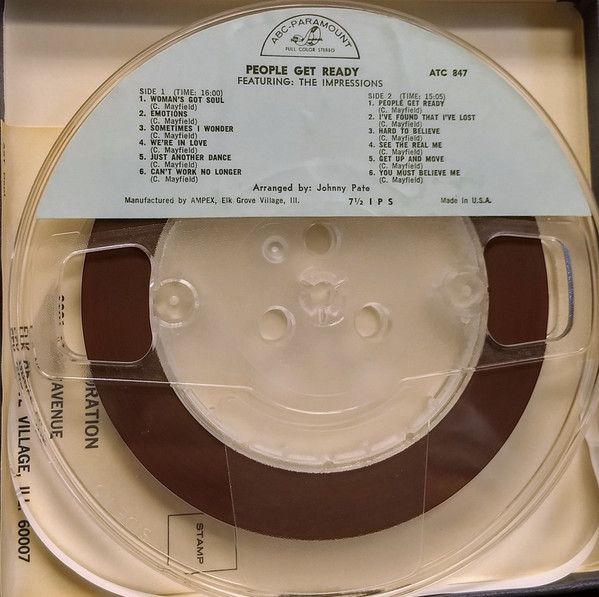 ABC-PARAMOUNT
FULL COLOR STEREO
PEOPLE GET READY
FEATURING: THE IMPRESSIONS
ATC 847
SIDE 1 (TIME: 16:00)
1. WOMAN'S GOT SOUL
(C. Mayfield)
2. EMOTIONS
(C. Mayfield)
3. SOMETIMES I WONDER
(C. Mayfield)
4. WE'RE IN LOVE
(C. Mayfield)
5. JUST ANOTHER DANCE
(C. Mayfield)
6. CAN'T WORK NO LONGER
(C. Mayfield)
SIDE 2 (TIME: 15:05)
1. PEOPLE GET READY
(C. Mayfield)
2. I'VE FOUND THAT I'VE LOST
(C. Mayfield)
3. HARD TO BELIEVE
(C. Mayfield)
4. SEE THE REAL ME
(C. Mayfield)
5. GET UP AND MOVE
(C. Mayfield)
6. YOU MUST BELIEVE ME
(C. Mayfield)
Arranged by: Johnny Pate
Manufactured by AMPEX, Elk Grove Village, Ill.
7½ I P S
Made in U.S.A.
ORATION
AVENUE
VILLAGE, ILL. 60007
STAMP